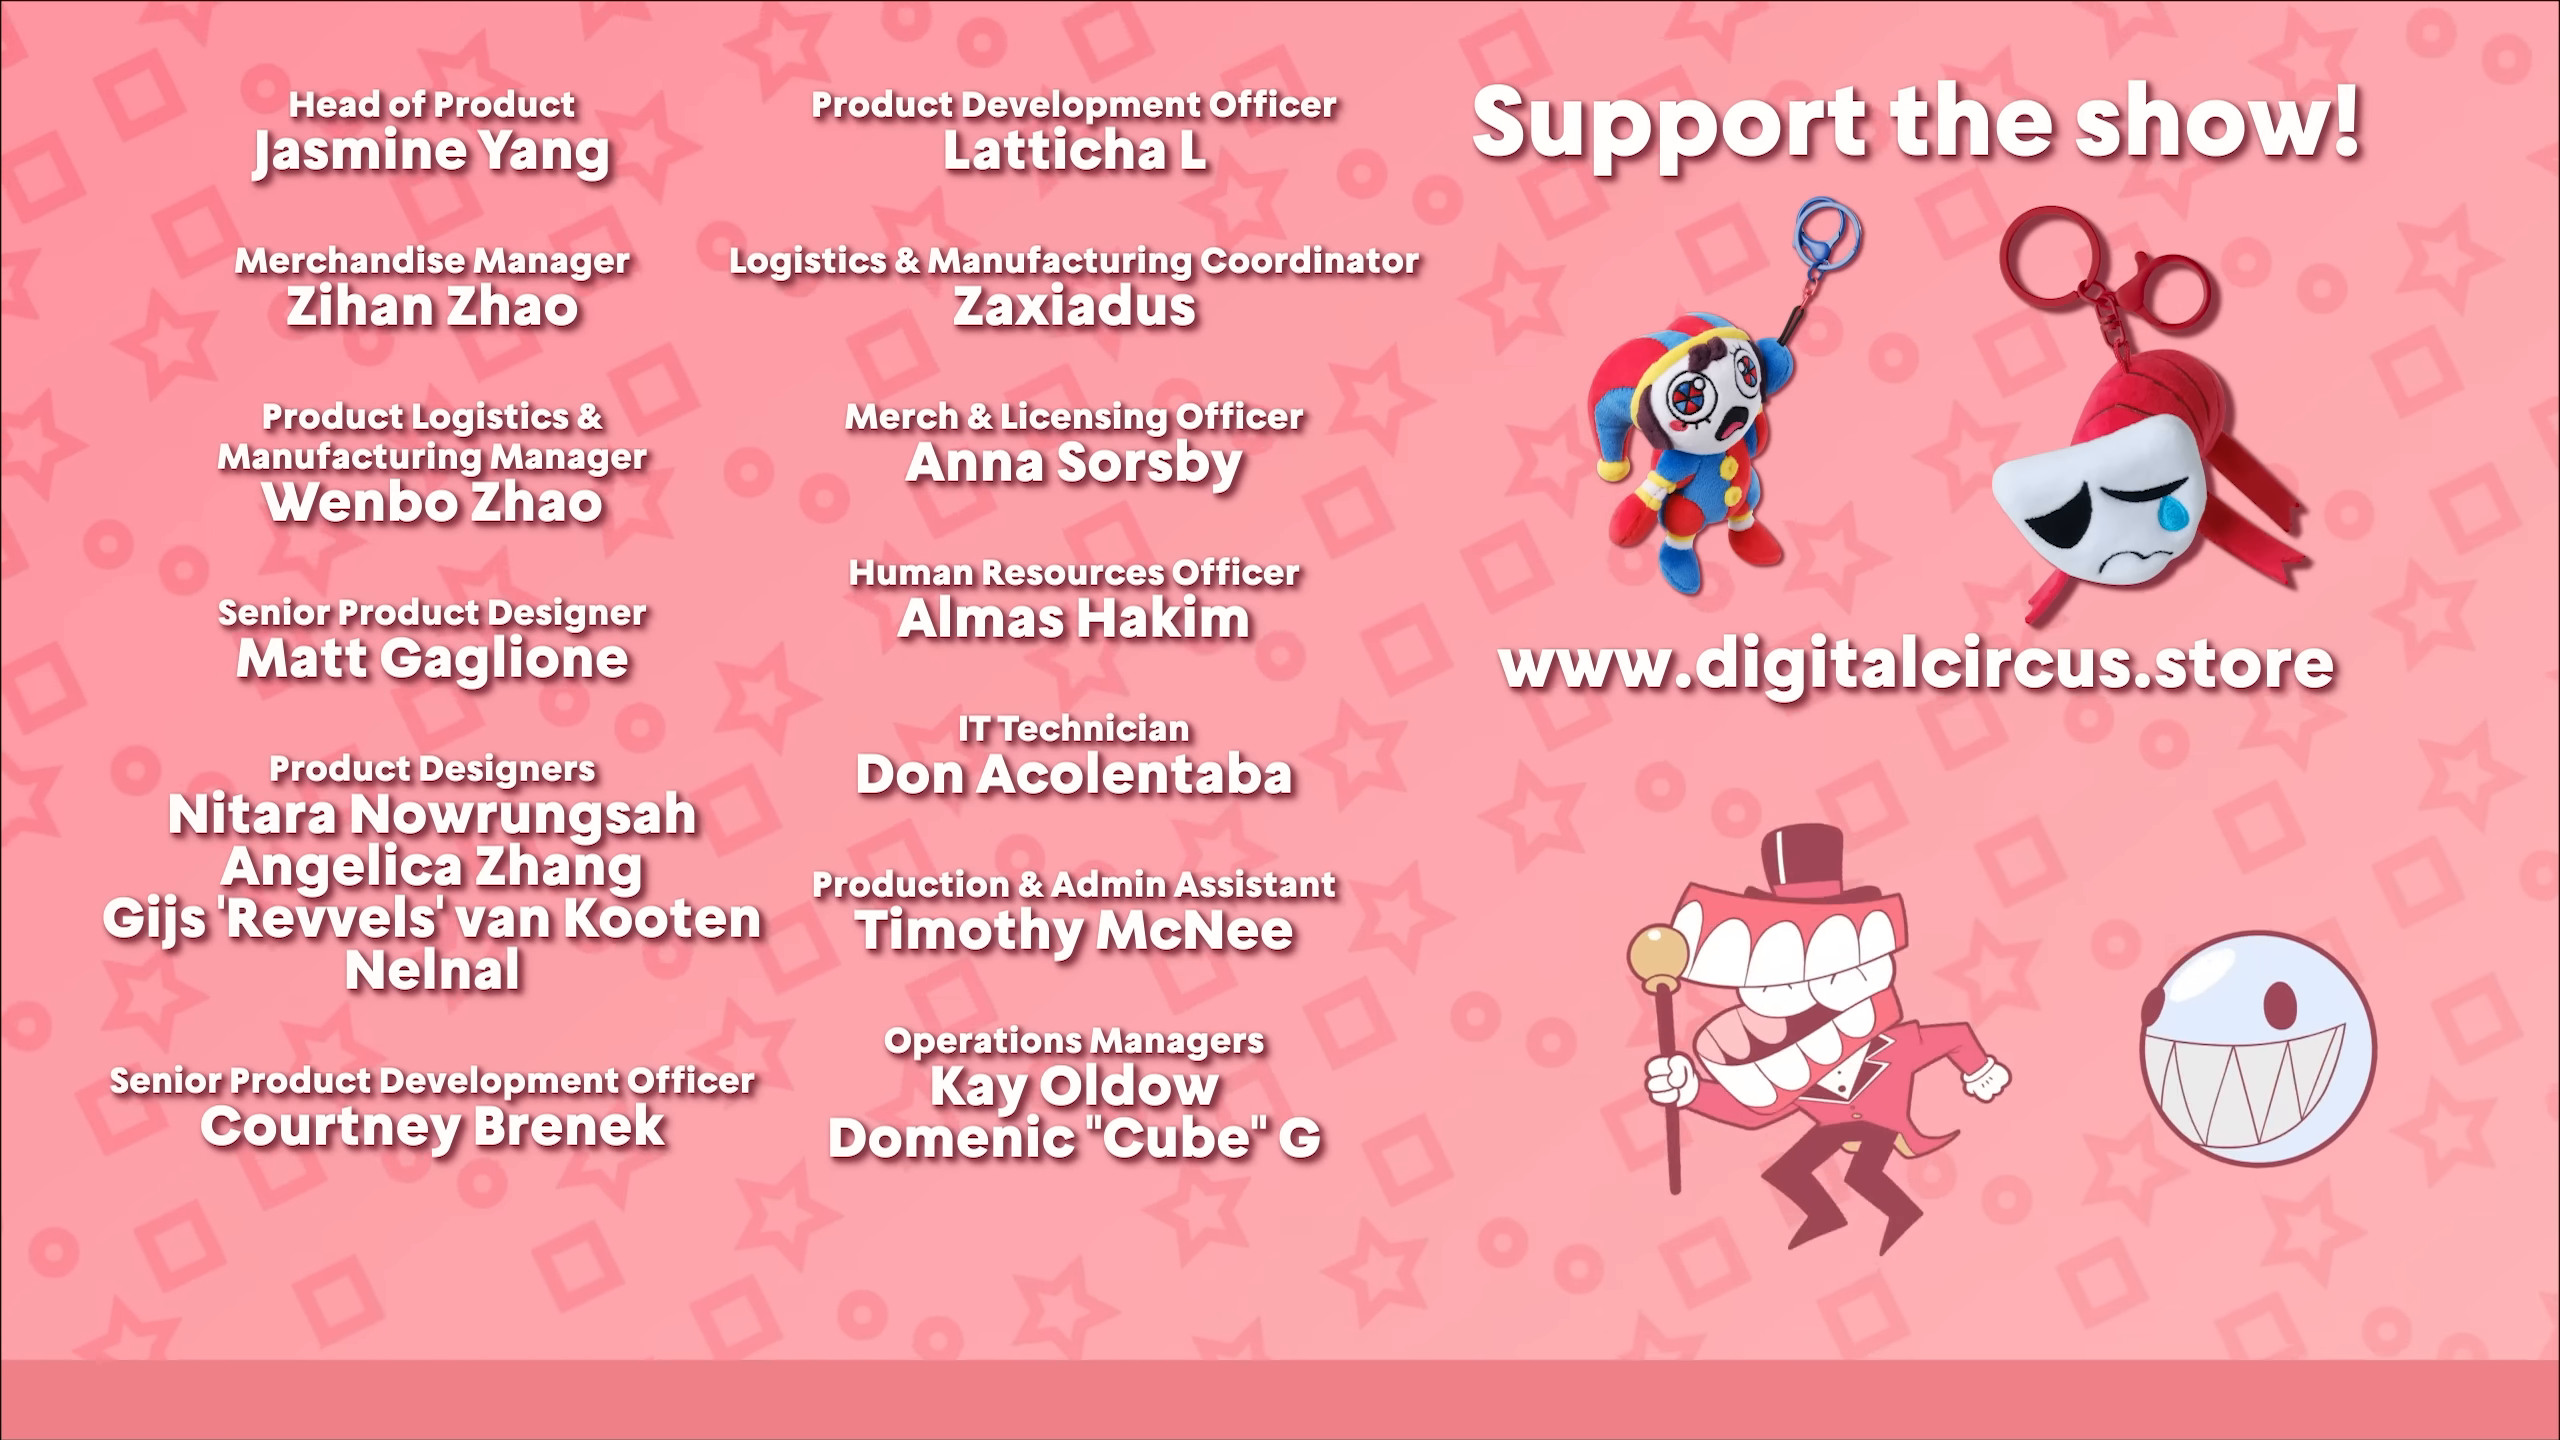 Head of Product
Jasmine Yang
Merchandise Manager
Zihan Zhao
Product Logistics &
Manufacturing Manager
Wenbo Zhao
Senior Product Designer
Matt Gaglione
Product Designers
Nitara Nowrungsah
Angelica Zhang
Gijs 'Revvels' van Kooten
Nelnal
Senior Product Development Officer
Courtney Brenek
Product Development Officer
Latticha L
Logistics & Manufacturing Coordinator
Zaxiadus
Merch & Licensing Officer
Anna Sorsby
Human Resources Officer
Almas Hakim
IT Technician
Don Acolentaba
Production & Admin Assistant
Timothy McNee
Operations Managers
Kay Oldow
Domenic "Cube" G
Support the show!
www.digitalcircus.store